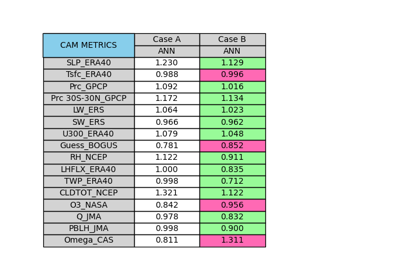 CAM METRICS Case A Case B
ANN ANN
SLP_ERA40 1.230 1.129
Tsfc_ERA40 0.988 0.996
Prc_GPCP 1.092 1.016
Prc 30S-30N_GPCP 1.172 1.134
LW_ERS 1.064 1.023
SW_ERS 0.966 0.962
U300_ERA40 1.079 1.048
Guess_BOGUS 0.781 0.852
RH_NCEP 1.122 0.911
LHFLX_ERA40 1.000 0.835
TWP_ERA40 0.998 0.712
CLDTOT_NCEP 1.321 1.122
O3_NASA 0.842 0.956
Q_JMA 0.978 0.832
PBLH_JMA 0.998 0.900
Omega_CAS 0.811 1.311